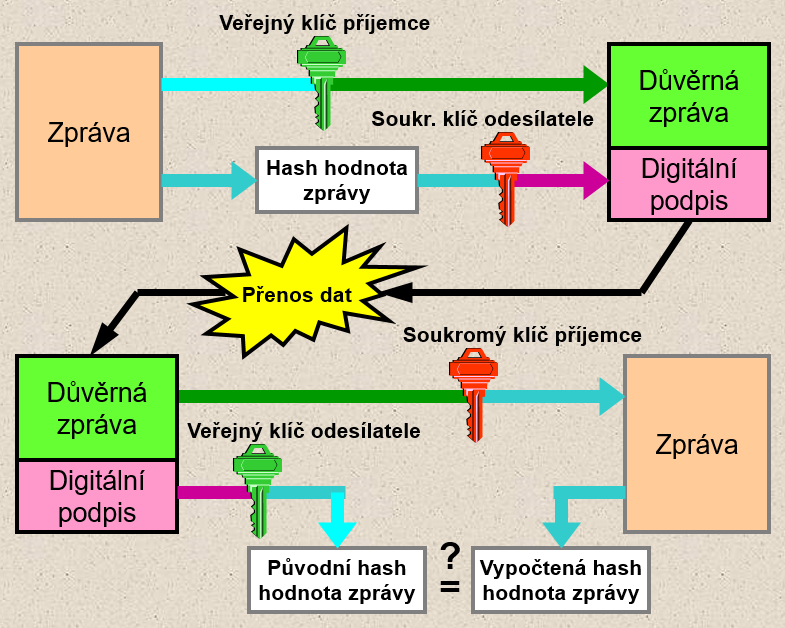 Veřejný klíč příjemce
Zpráva
Důvěrná
zpráva
Soukr. klíč odesílatele
Hash hodnota
zprávy
Digitální
podpis
Přenos dat
Soukromý klíč příjemce
Důvěrná
zpráva
Veřejný klíč odesílatele
Zpráva
Digitální
podpis
Původní hash
hodnota zprávy
?
=
Vypočtená hash
hodnota zprávy